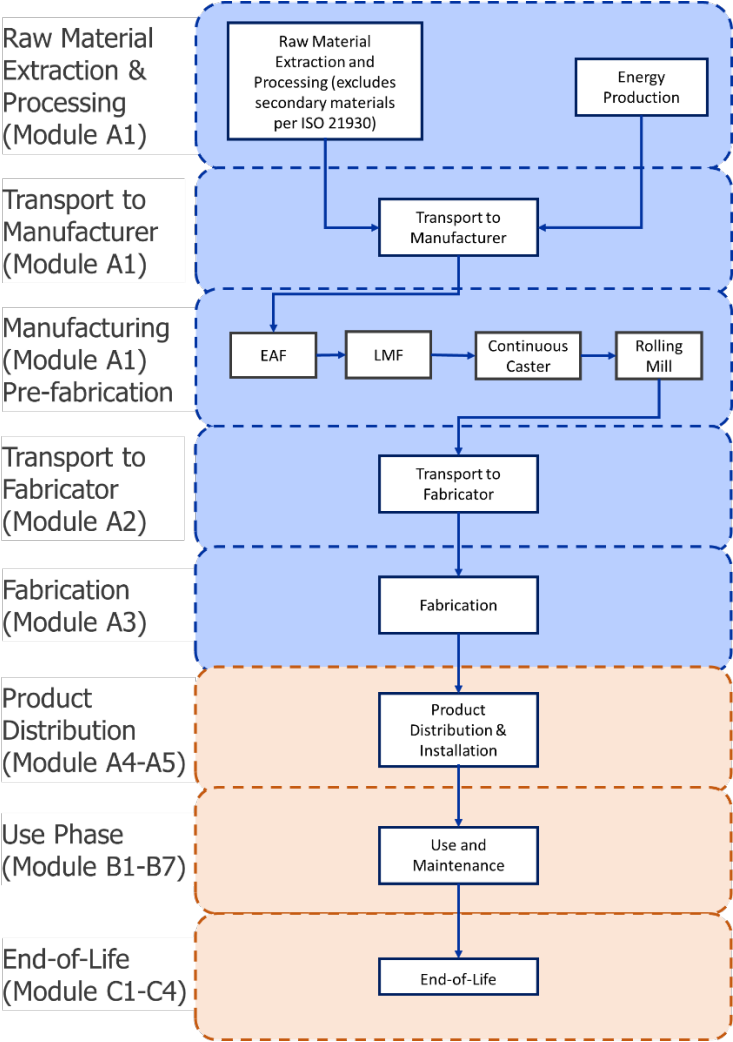 Raw Material
Extraction &
Processing
(Module A1)
Raw Material
Extraction and
Processing (excludes
secondary materials
per ISO 21930)
Energy
Production
Transport to
Manufacturer
(Module A1)
Transport to
Manufacturer
Manufacturing
(Module A1)
Pre-fabrication
EAF
LMF
Continuous
Caster
Rolling
Mill
Transport to
Fabricator
(Module A2)
Transport to
Fabricator
Fabrication
(Module A3)
Fabrication
Product
Distribution
(Module A4-A5)
Product
Distribution &
Installation
Use Phase
(Module B1-B7)
Use and
Maintenance
End-of-Life
(Module C1-C4)
End-of-Life